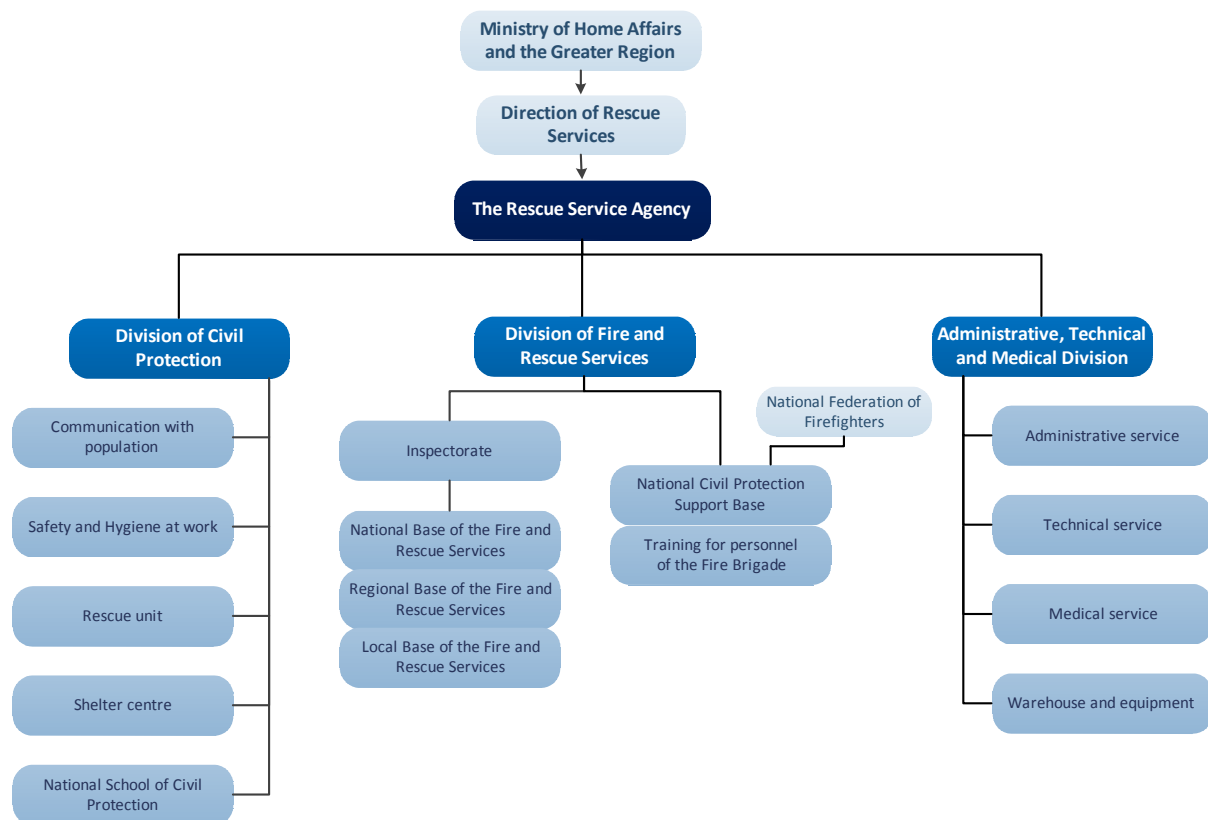 Ministry of Home Affairs
and the Greater Region
Direction of Rescue
Services
The Rescue Service Agency
Division of Civil
Protection
Communication with
population
Safety and Hygiene at work
Rescue unit
Shelter centre
National School of Civil
Protection
Division of Fire and
Rescue Services
Inspectorate
National Base of the Fire and
Rescue Services
Regional Base of the Fire and
Rescue Services
Local Base of the Fire and
Rescue Services
National Federation of
Firefighters
National Civil Protection
Support Base
Training for personnel
of the Fire Brigade
Administrative, Technical
and Medical Division
Administrative service
Technical service
Medical service
Warehouse and equipment